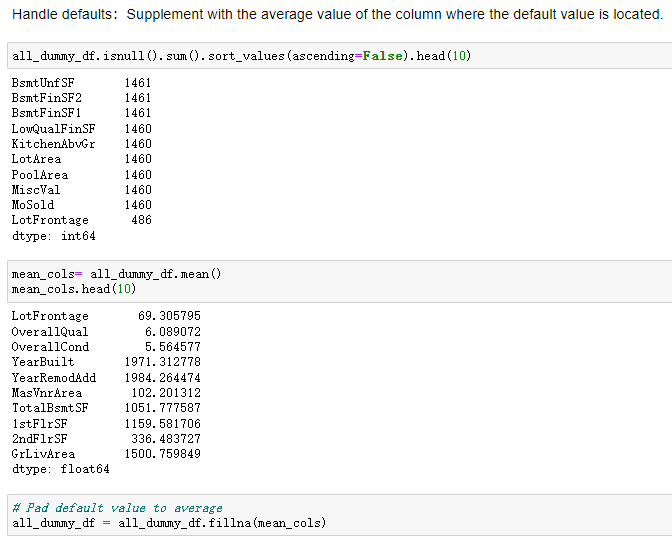 Handle defaults: Supplement with the average value of the column where the default value is located.
all_dummy_df.isnull().sum().sort_values(ascending=False).head(10)
BsmtUnfSF 1461
BsmtFinSF2 1461
BsmtFinSF1 1461
LowQualFinSF 1460
KitchenAbvGr 1460
LotArea 1460
PoolArea 1460
MiscVal 1460
MoSold 1460
LotFrontage 486
dtype: int64
mean_cols= all_dummy_df.mean()
mean_cols.head(10)
LotFrontage 69.305795
OverallQual 6.089072
OverallCond 5.564577
YearBuilt 1971.312778
YearRemodAdd 1984.264474
MasVnrArea 102.201312
TotalBsmtSF 1051.777587
1stFlrSF 1159.581706
2ndFlrSF 336.483727
GrLivArea 1500.759849
dtype: float64
# Pad default value to average
all_dummy_df = all_dummy_df.fillna(mean_cols)